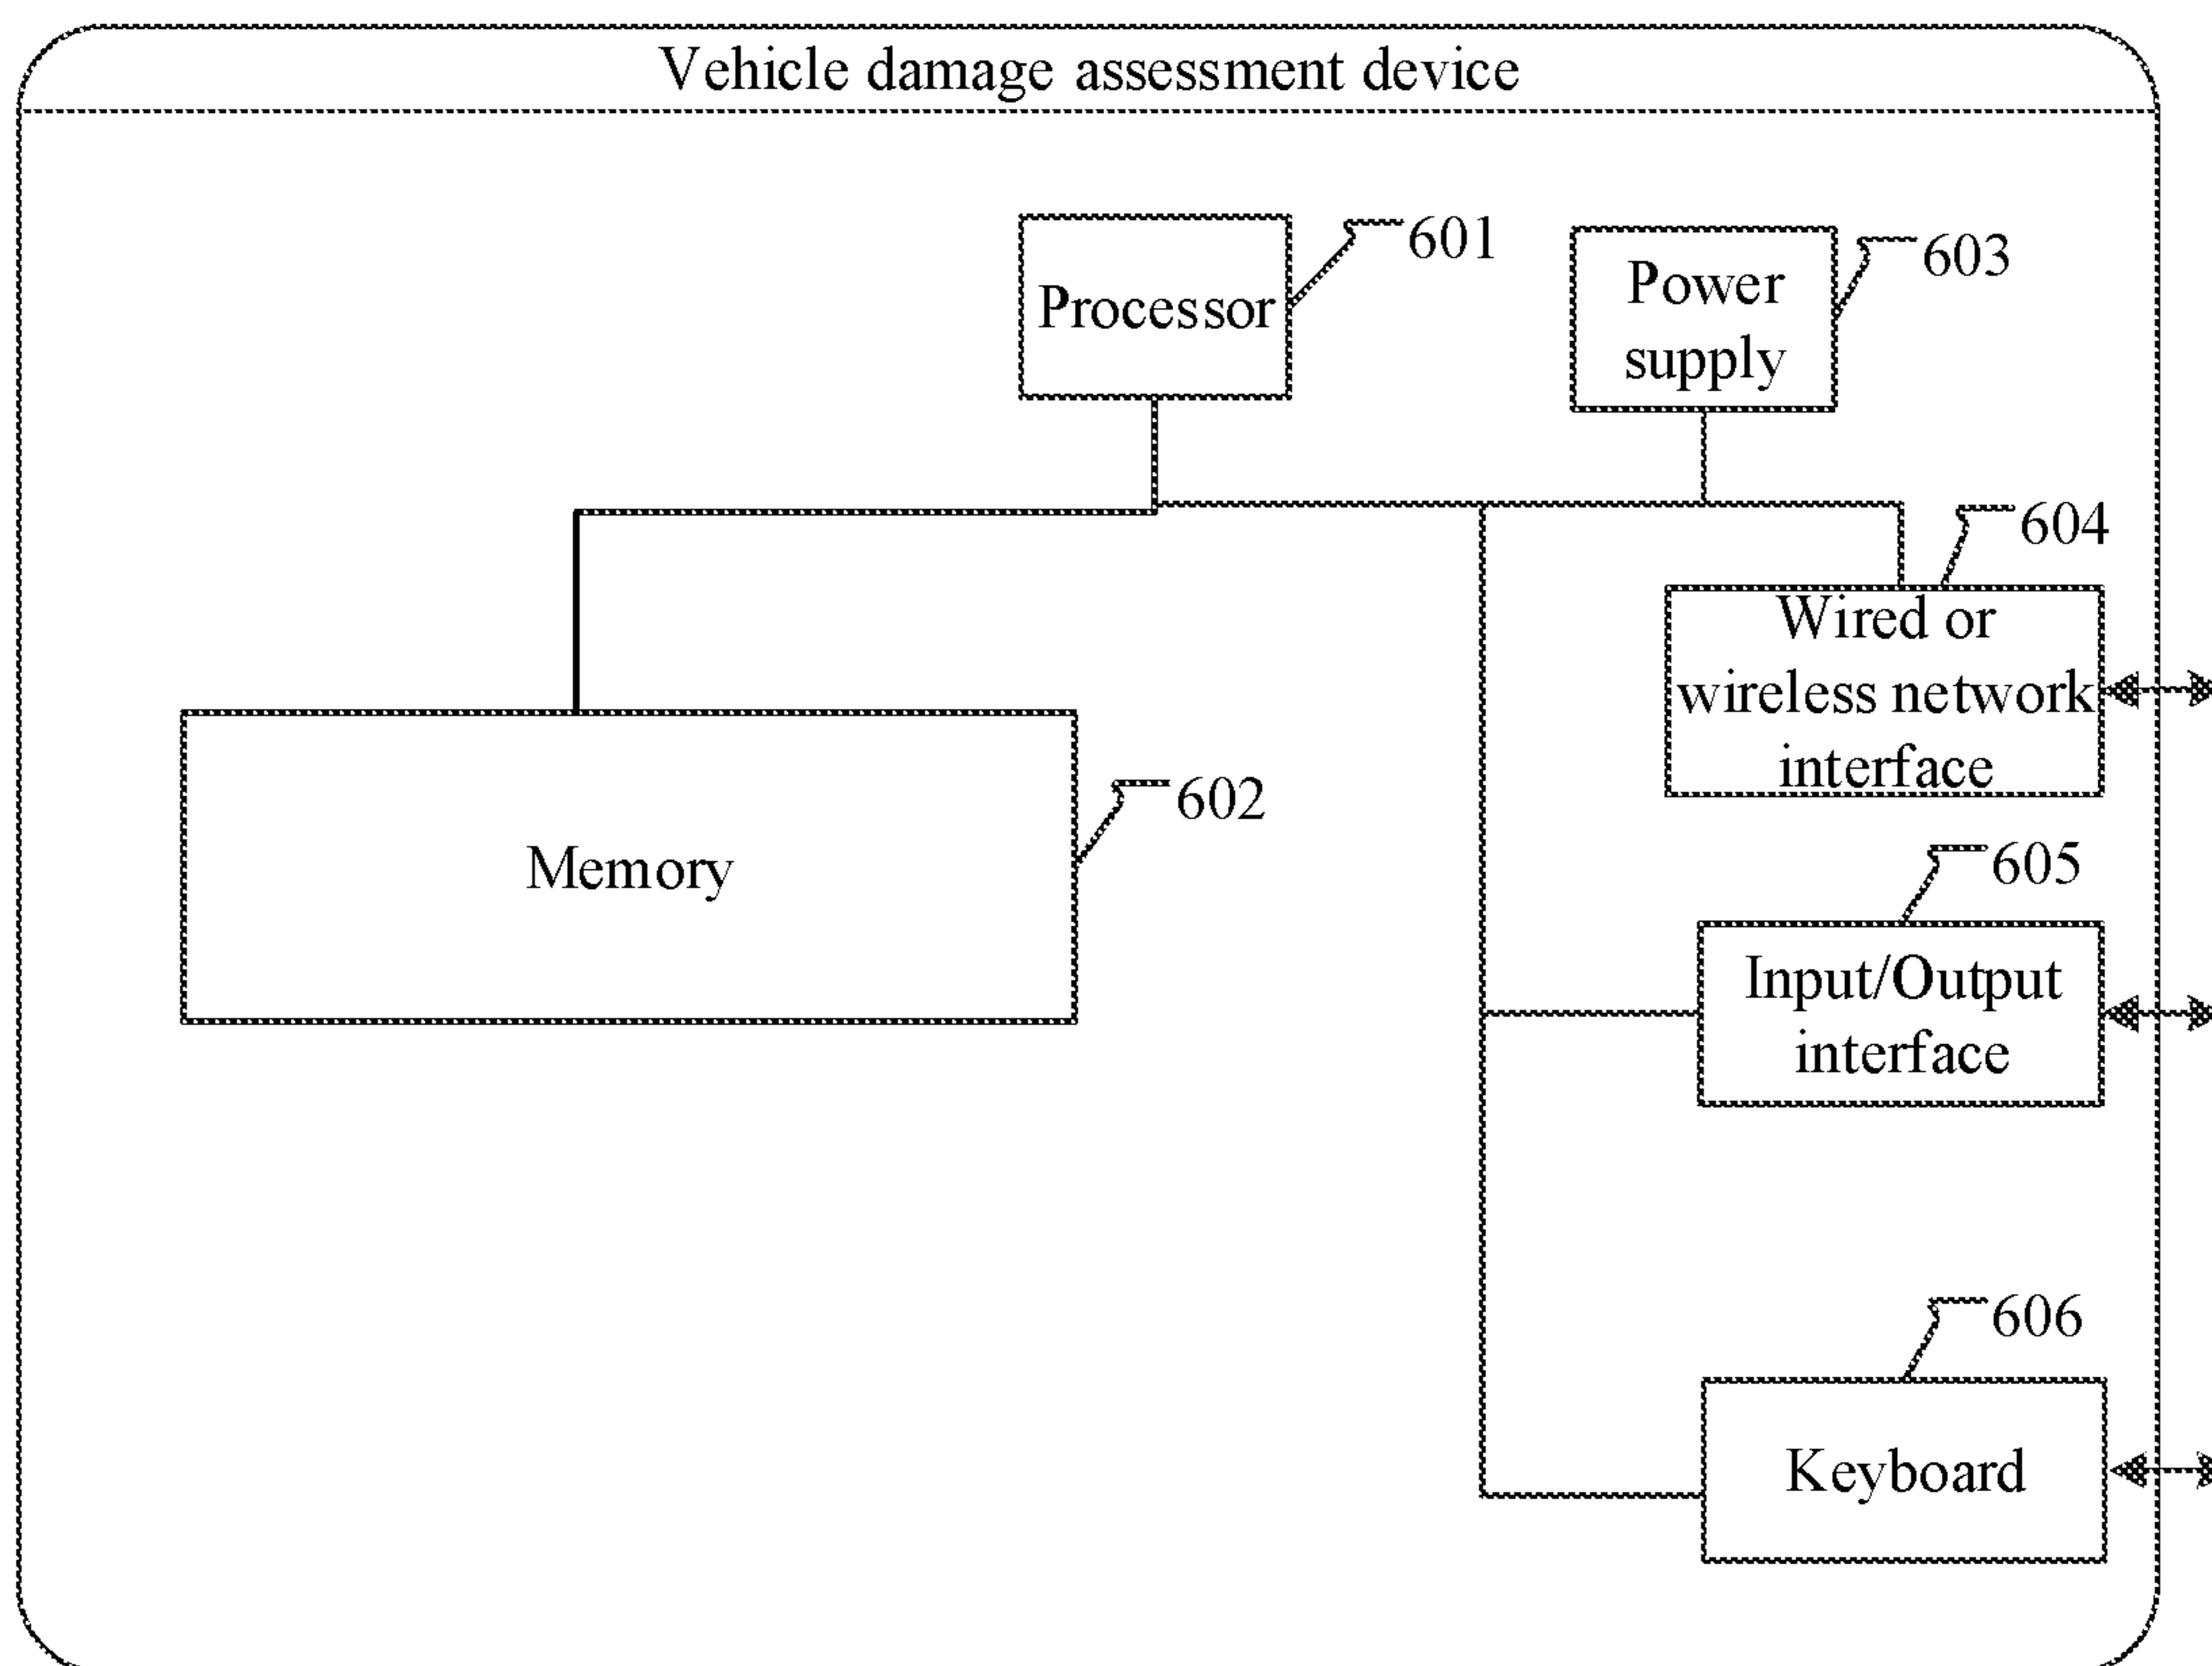 Vehicle damage assessment device
601
Processor
603
Power
supply
604
Wired or
wireless network
interface
602
Memory
605
Input/Output
interface
606
Keyboard